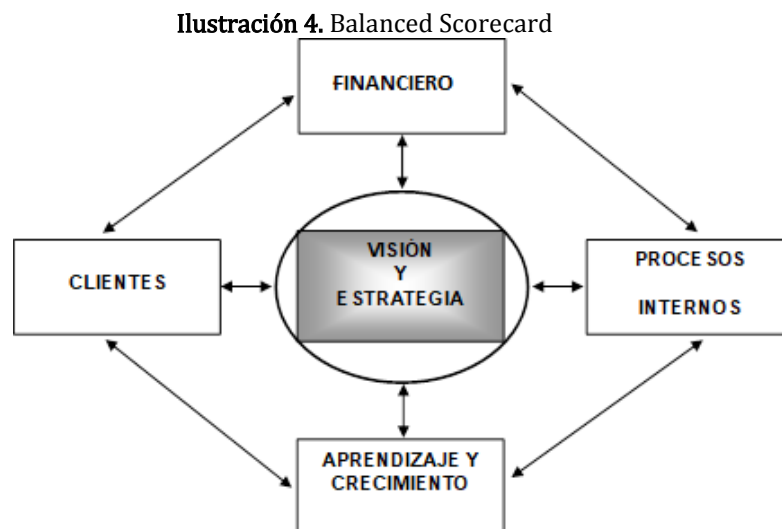 Ilustración 4. Balanced Scorecard
FINANCIERO
CLIENTES
VISIÓN
Y
ESTRATEGIA
PROCESOS
INTERNOS
APRENDIZAJE Y
CRECIMIENTO